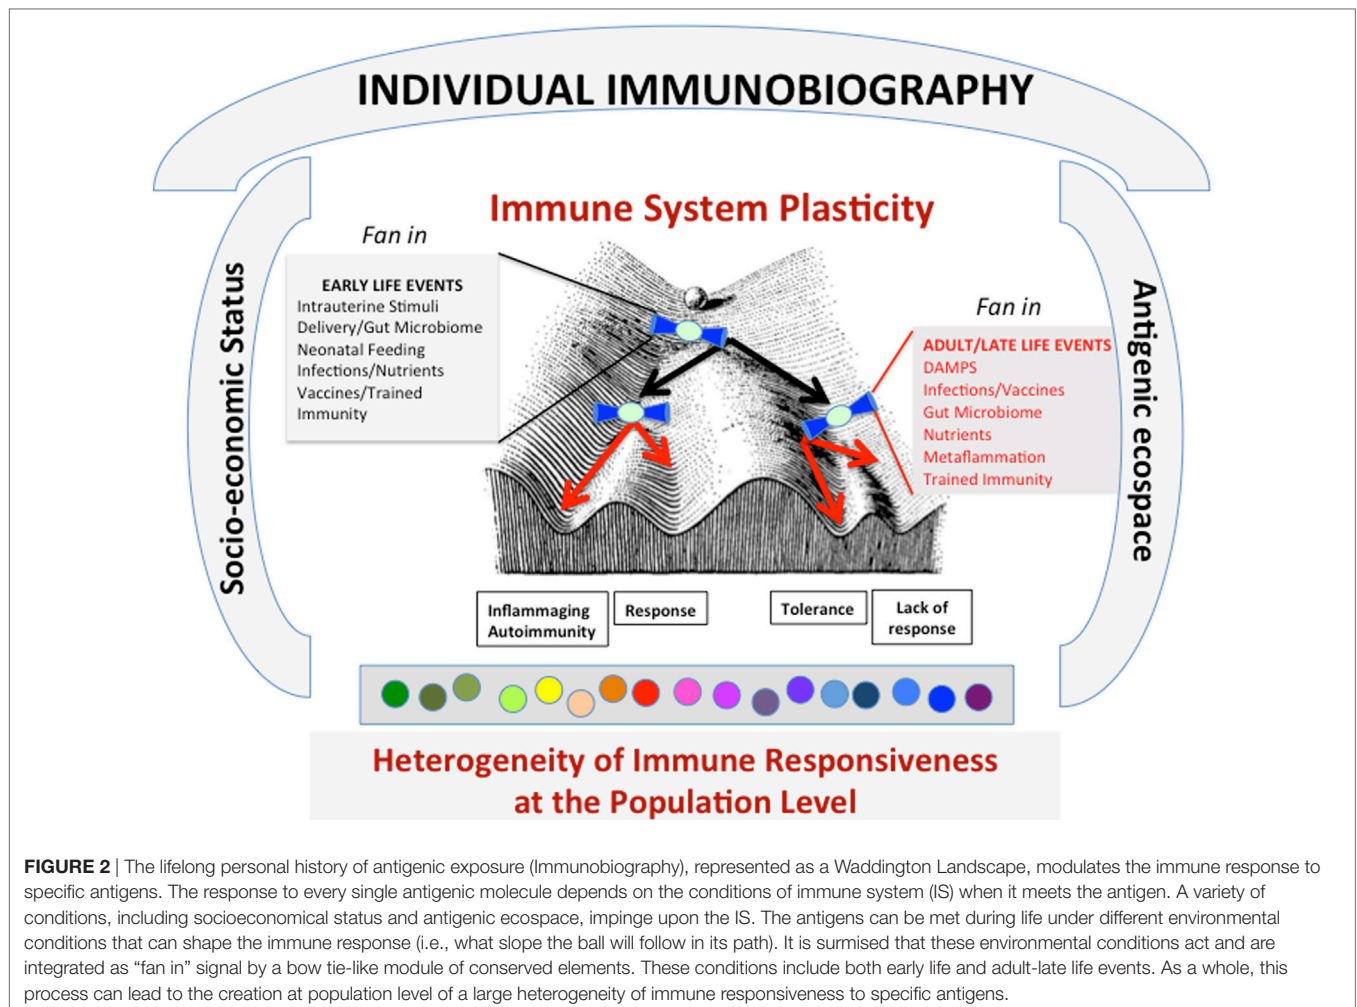 INDIVIDUAL IMMUNOBIOGRAPHY
Socio-economic Status
Antigenic ecospace
Immune System Plasticity
Fan in
EARLY LIFE EVENTS
Intrauterine Stimuli
Delivery/Gut Microbiome
Neonatal Feeding
Infections/Nutrients
Vaccines/Trained
Immunity
Fan in
ADULT/LATE LIFE EVENTS
DAMPS
Infections/Vaccines
Gut Microbiome
Nutrients
Metaflammation
Trained Immunity
Inflammaging
Autoimmunity
Response
Tolerance
Lack of
response
Heterogeneity of Immune Responsiveness
at the Population Level
FIGURE 2 | The lifelong personal history of antigenic exposure (Immunobiography), represented as a Waddington Landscape, modulates the immune response to
specific antigens. The response to every single antigenic molecule depends on the conditions of immune system (IS) when it meets the antigen. A variety of
conditions, including socioeconomical status and antigenic ecospace, impinge upon the IS. The antigens can be met during life under different environmental
conditions that can shape the immune response (i.e., what slope the ball will follow in its path). It is surmised that these environmental conditions act and are
integrated as “fan in” signal by a bow tie-like module of conserved elements. These conditions include both early life and adult-late life events. As a whole, this
process can lead to the creation at population level of a large heterogeneity of immune responsiveness to specific antigens.